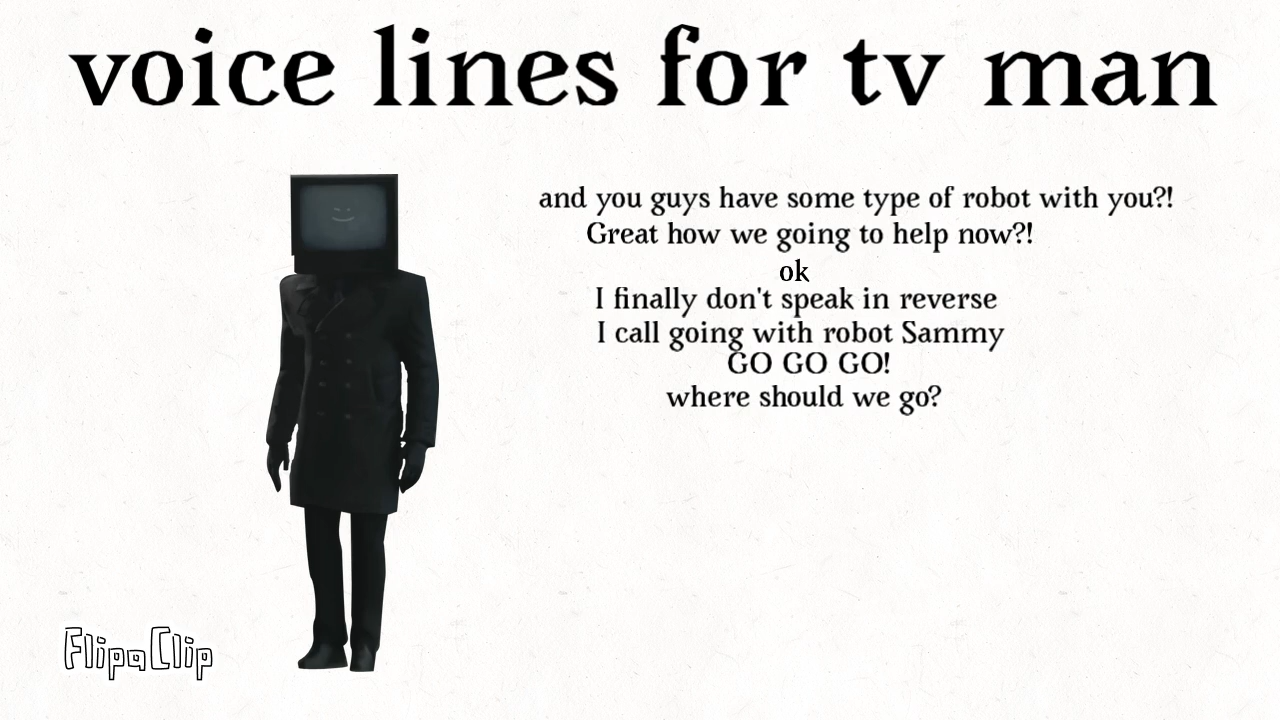 voice lines for tv man
and you guys have some type of robot with you?!
Great how we going to help now?!
ok
I finally don't speak in reverse
I call going with robot Sammy
GO GO GO!
where should we go?
FlipaClip